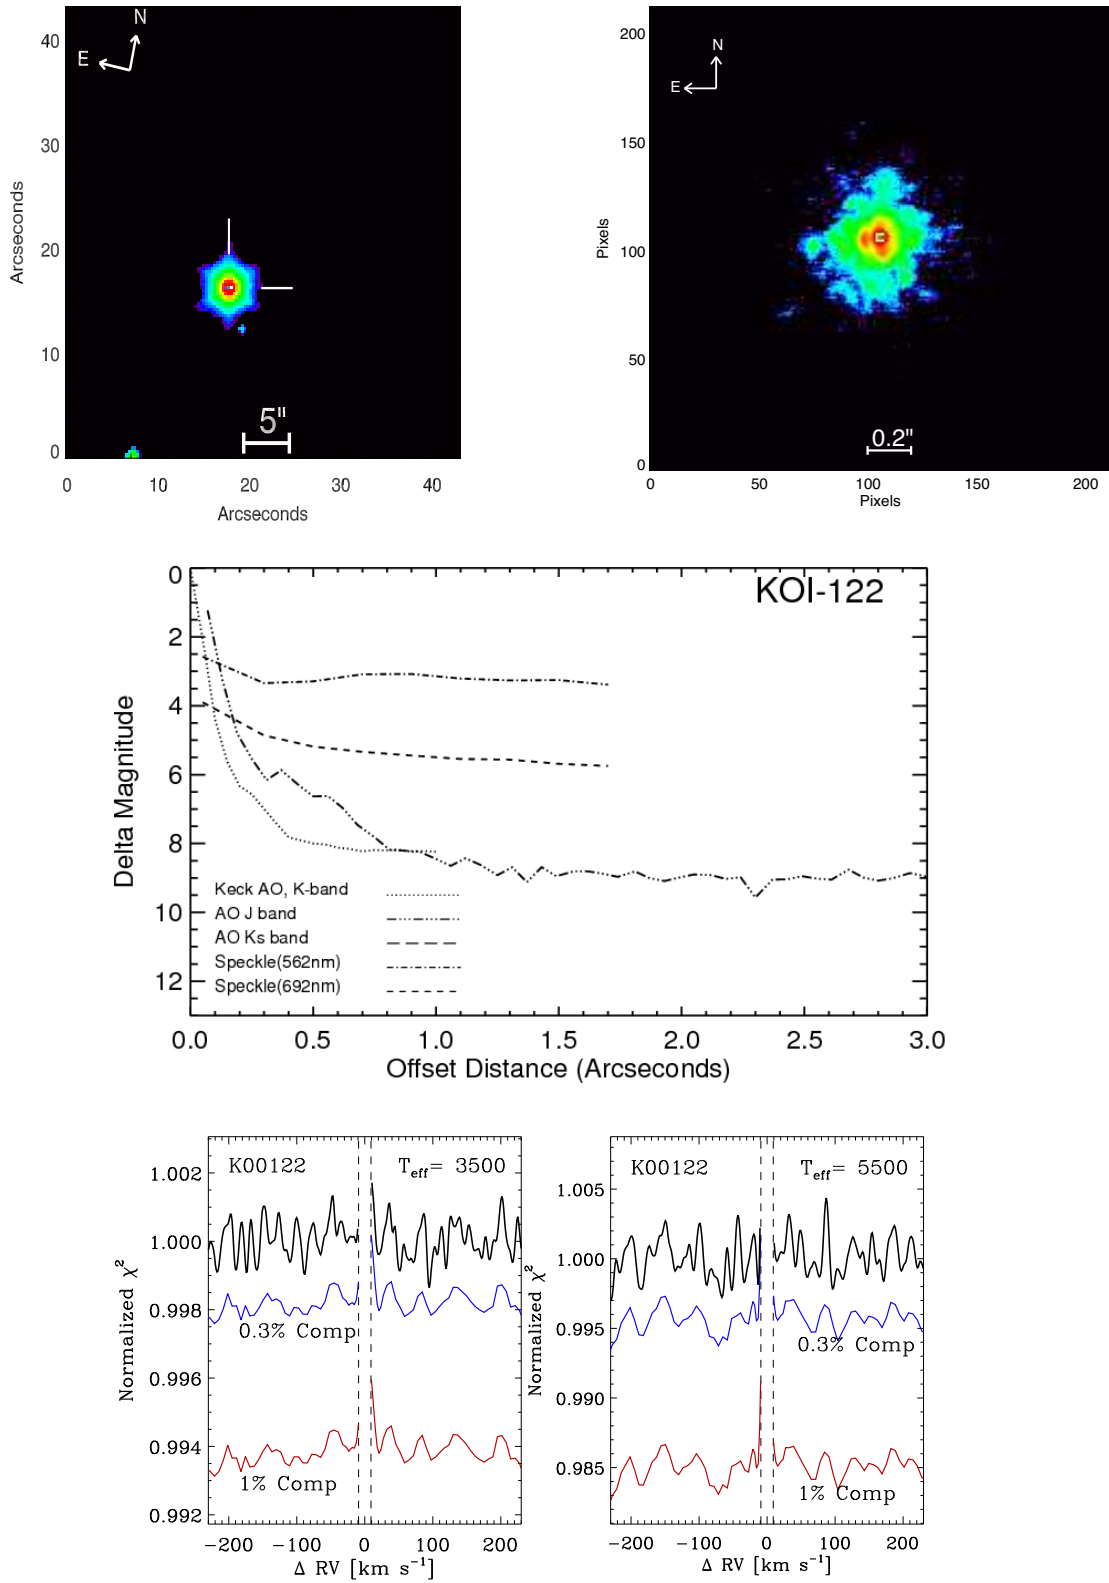 N
E
40
30
20
10
0
Arcseconds
5"
0 10 20 30 40
Arcseconds
N
E
200
150
100
50
0
Pixels
0.2"
0 50 100 150 200
Pixels
KOI-122
0
2
4
6
8
10
12
Delta Magnitude
Keck AO, K-band
AO J band
AO Ks band
Speckle(562nm)
Speckle(692nm)
0.0 0.5 1.0 1.5 2.0 2.5 3.0
Offset Distance (Arcseconds)
K00122 T_eff= 3500
1.002
1.000
0.998
0.996
0.994
0.992
Normalized χ²
0.3% Comp
1% Comp
−200 −100 0 100 200
Δ RV [km s⁻¹]
K00122 T_eff= 5500
1.005
1.000
0.995
0.990
0.985
Normalized χ²
0.3% Comp
1% Comp
−200 −100 0 100 200
Δ RV [km s⁻¹]